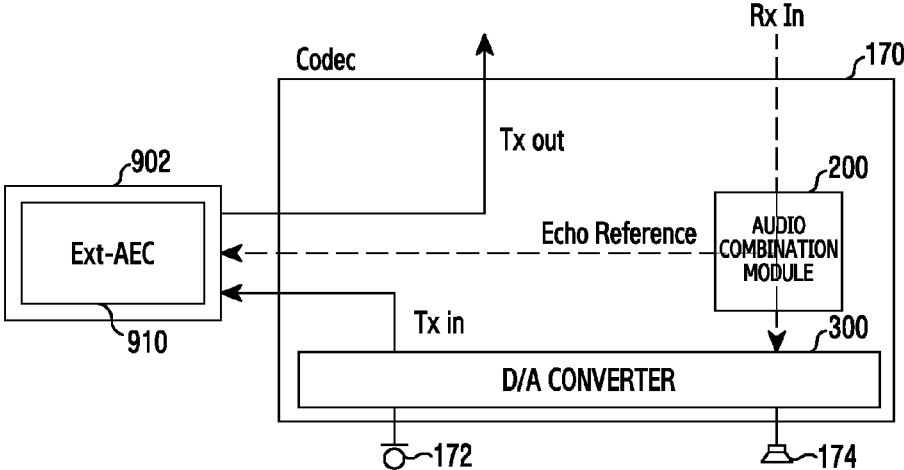 Rx In
Codec
170
Tx out
902
200
Ext-AEC
Echo Reference
AUDIO
COMBINATION
MODULE
910
Tx in
300
D/A CONVERTER
172
174